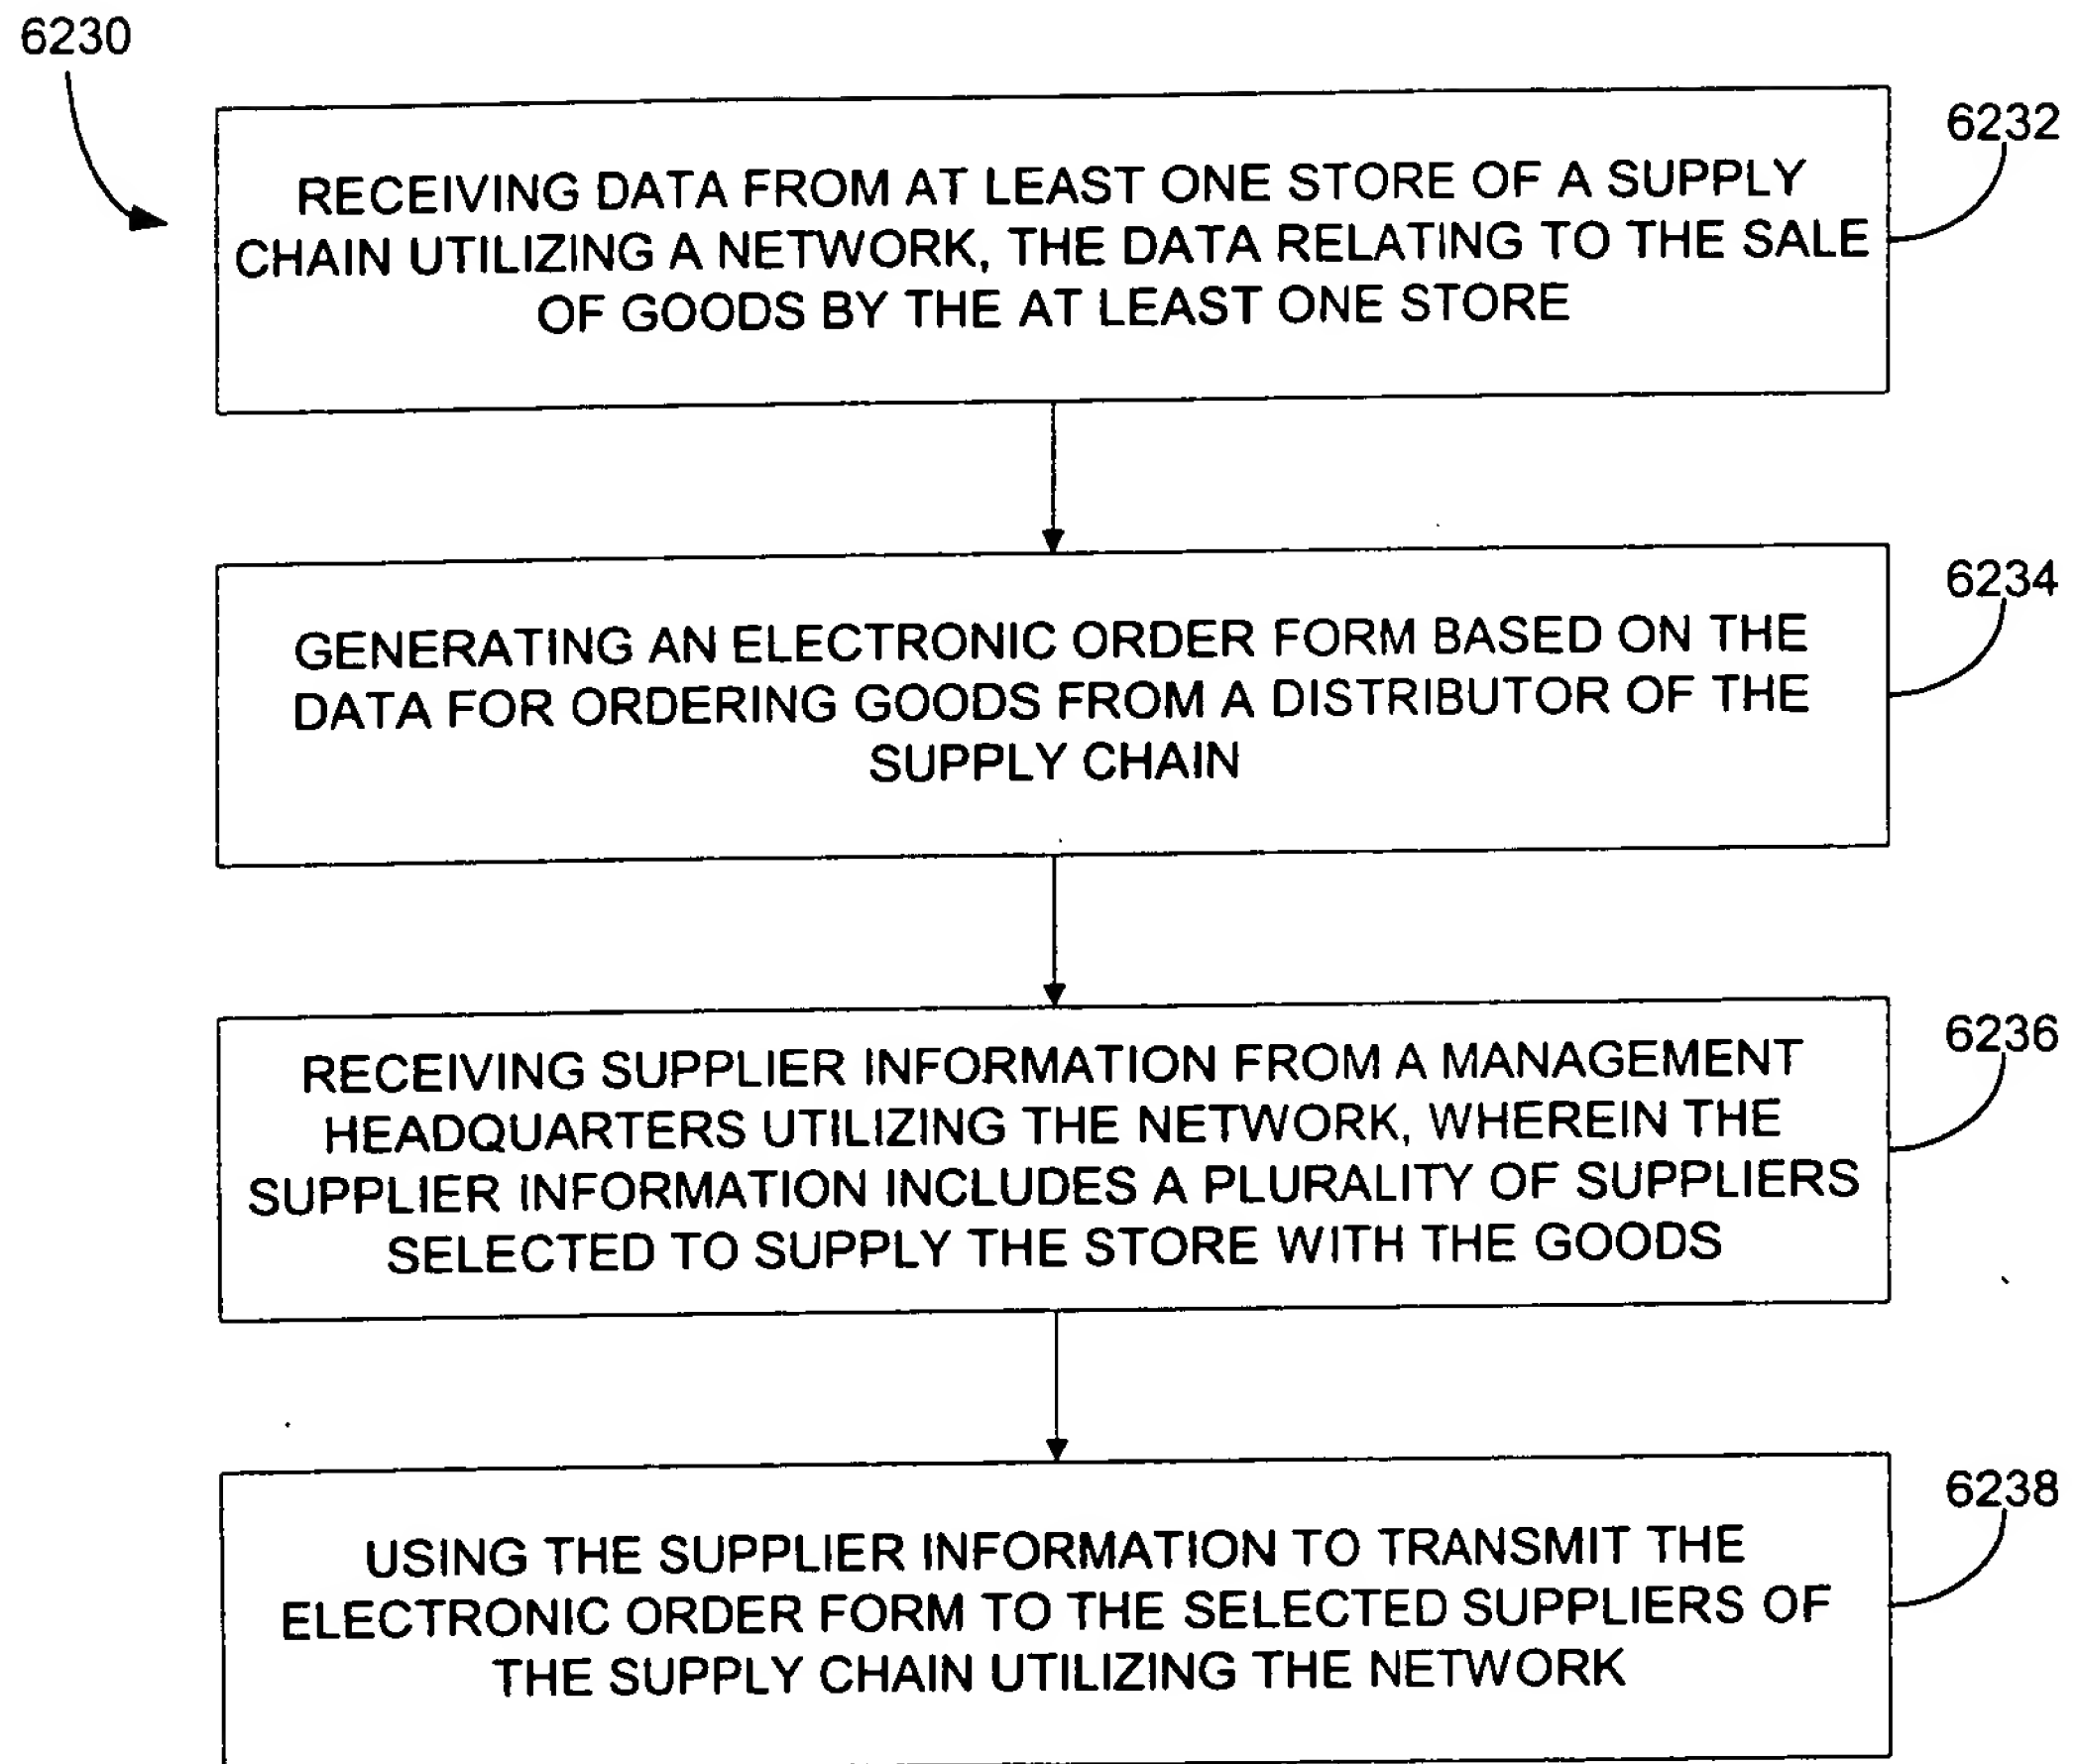 6230
6232
RECEIVING DATA FROM AT LEAST ONE STORE OF A SUPPLY
CHAIN UTILIZING A NETWORK, THE DATA RELATING TO THE SALE
OF GOODS BY THE AT LEAST ONE STORE
6234
GENERATING AN ELECTRONIC ORDER FORM BASED ON THE
DATA FOR ORDERING GOODS FROM A DISTRIBUTOR OF THE
SUPPLY CHAIN
6236
RECEIVING SUPPLIER INFORMATION FROM A MANAGEMENT
HEADQUARTERS UTILIZING THE NETWORK, WHEREIN THE
SUPPLIER INFORMATION INCLUDES A PLURALITY OF SUPPLIERS
SELECTED TO SUPPLY THE STORE WITH THE GOODS
6238
USING THE SUPPLIER INFORMATION TO TRANSMIT THE
ELECTRONIC ORDER FORM TO THE SELECTED SUPPLIERS OF
THE SUPPLY CHAIN UTILIZING THE NETWORK